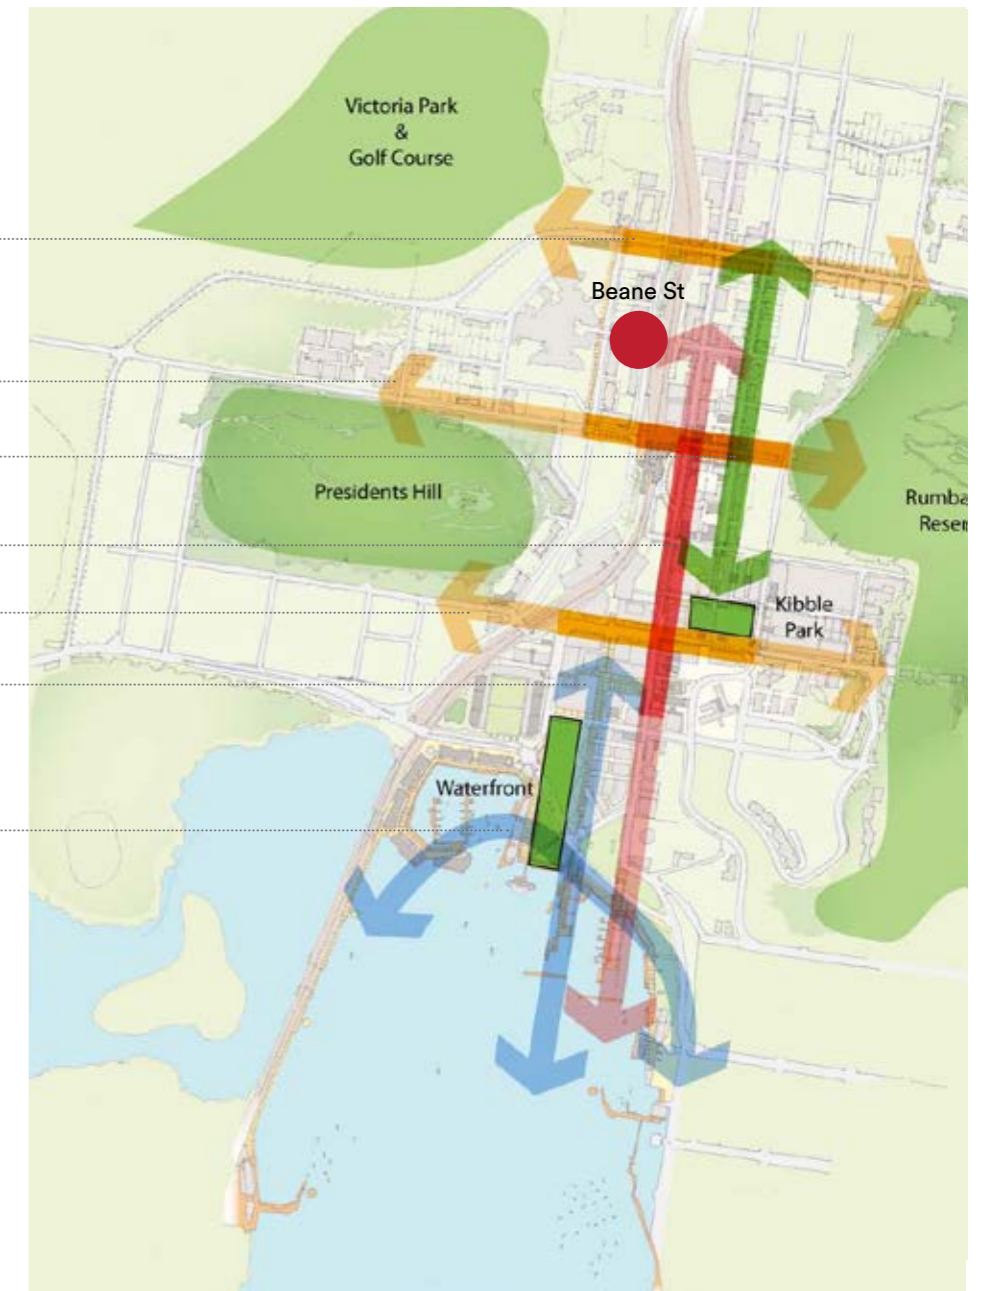 Victoria Park
&
Golf Course
Beane St
Presidents Hill
Rumba
Reser
Kibble
Park
Waterfront